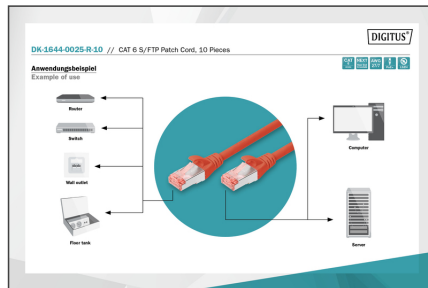 DIGITUS®
DK-1644-0025-R-10 // CAT 6 S/FTP Patch Cord, 10 Pieces
Anwendungsbeispiel
Example of use
Router
Switch
Wall outlet
Floor tank
Computer
Server